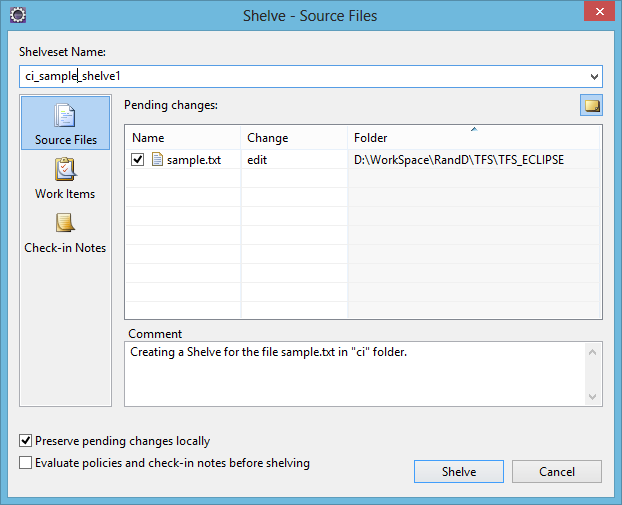 Shelve - Source Files
Shelveset Name:
ci_sample_shelve1
Source Files
Work Items
Check-in Notes
Pending changes:
Name Change Folder
sample.txt edit D:\WorkSpace\RandD\TFS\TFS_ECLIPSE
Comment
Creating a Shelve for the file sample.txt in "ci" folder.
Preserve pending changes locally
Evaluate policies and check-in notes before shelving
Shelve Cancel